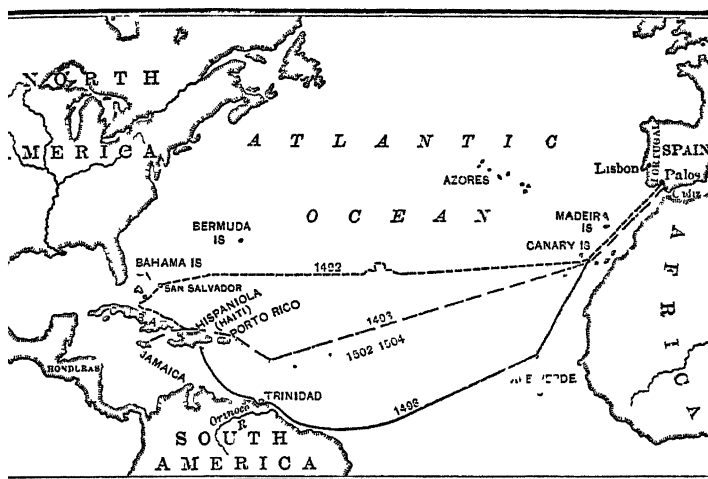 NORTH
AMERICA
ATLANTIC
OCEAN
AZORES
BERMUDA
IS
Lisbon
PORTUGAL
SPAIN
Palos
Cadiz
MADEIRA
IS
CANARY IS
AFRICA
BAHAMA IS
SAN SALVADOR
1492
HISPANIOLA
(HAITI)
PORTO RICO
1493
1502 1504
JAMAICA
HONDURAS
TRINIDAD
1498
Orinoco
R
SOUTH
AMERICA